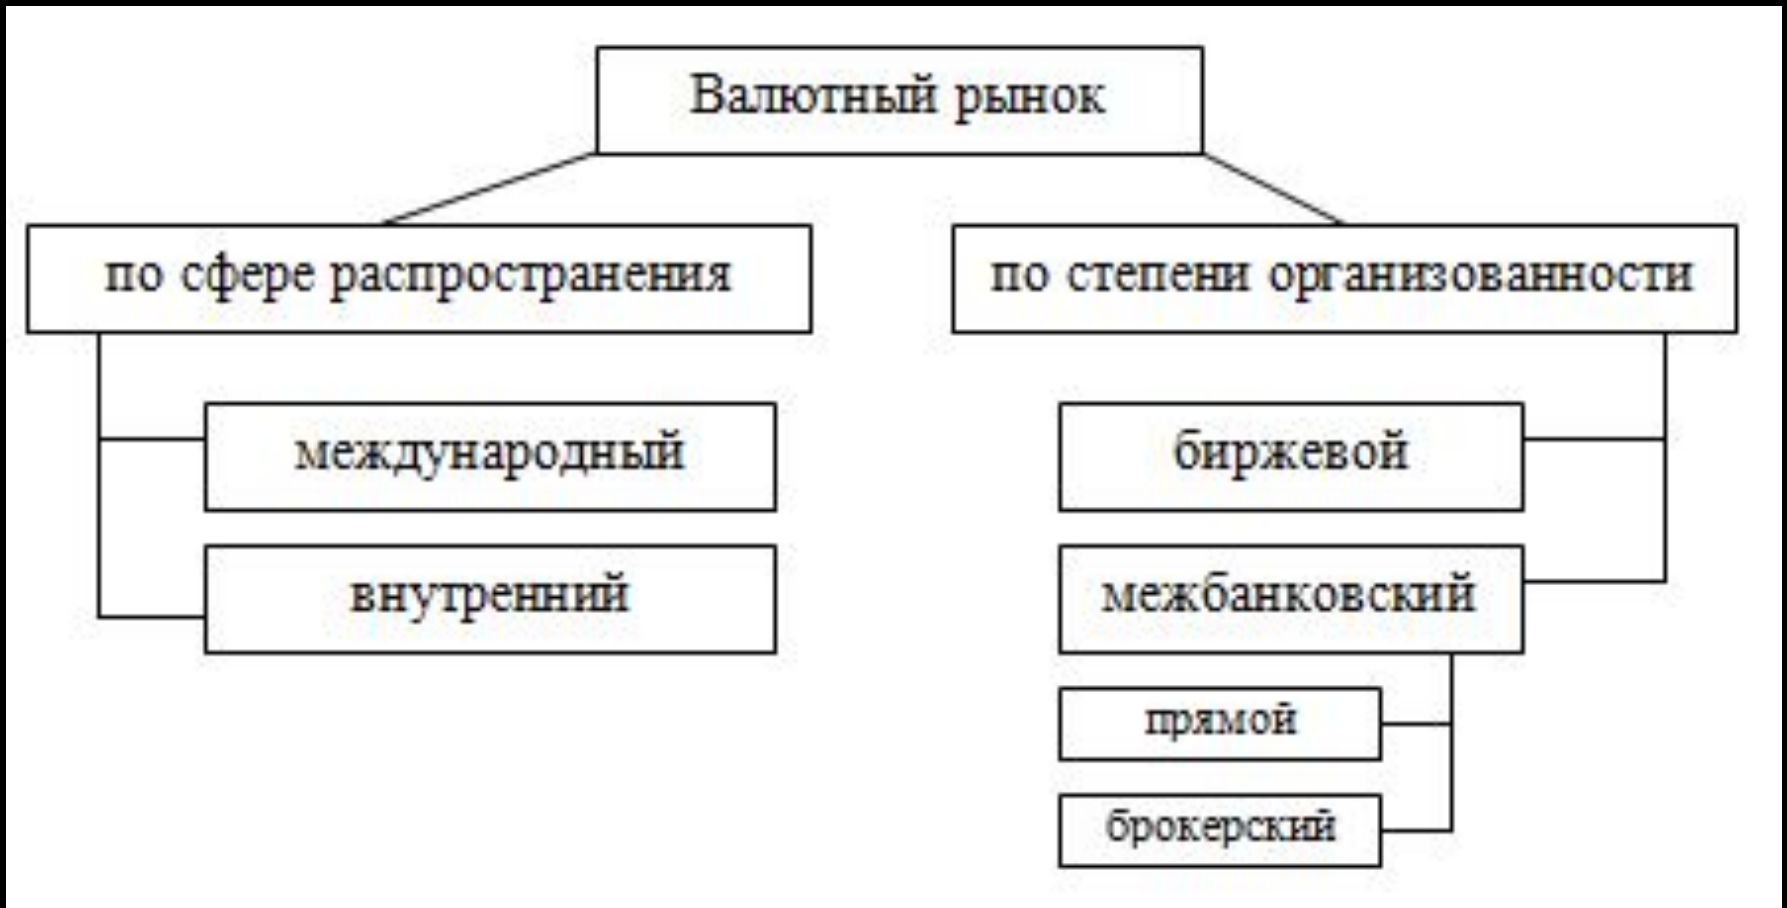 Валютный рынок
по сфере распространения
международный
внутренний
по степени организованности
биржевой
межбанковский
прямой
брокерский